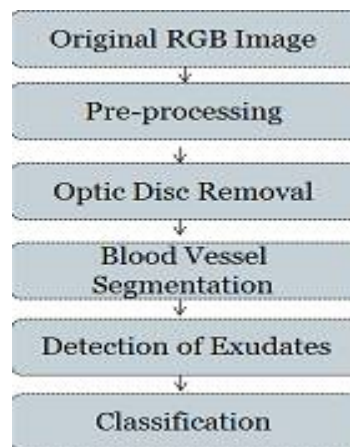 Original RGB Image
Pre-processing
Optic Disc Removal
Blood Vessel
Segmentation
Detection of Exudates
Classification